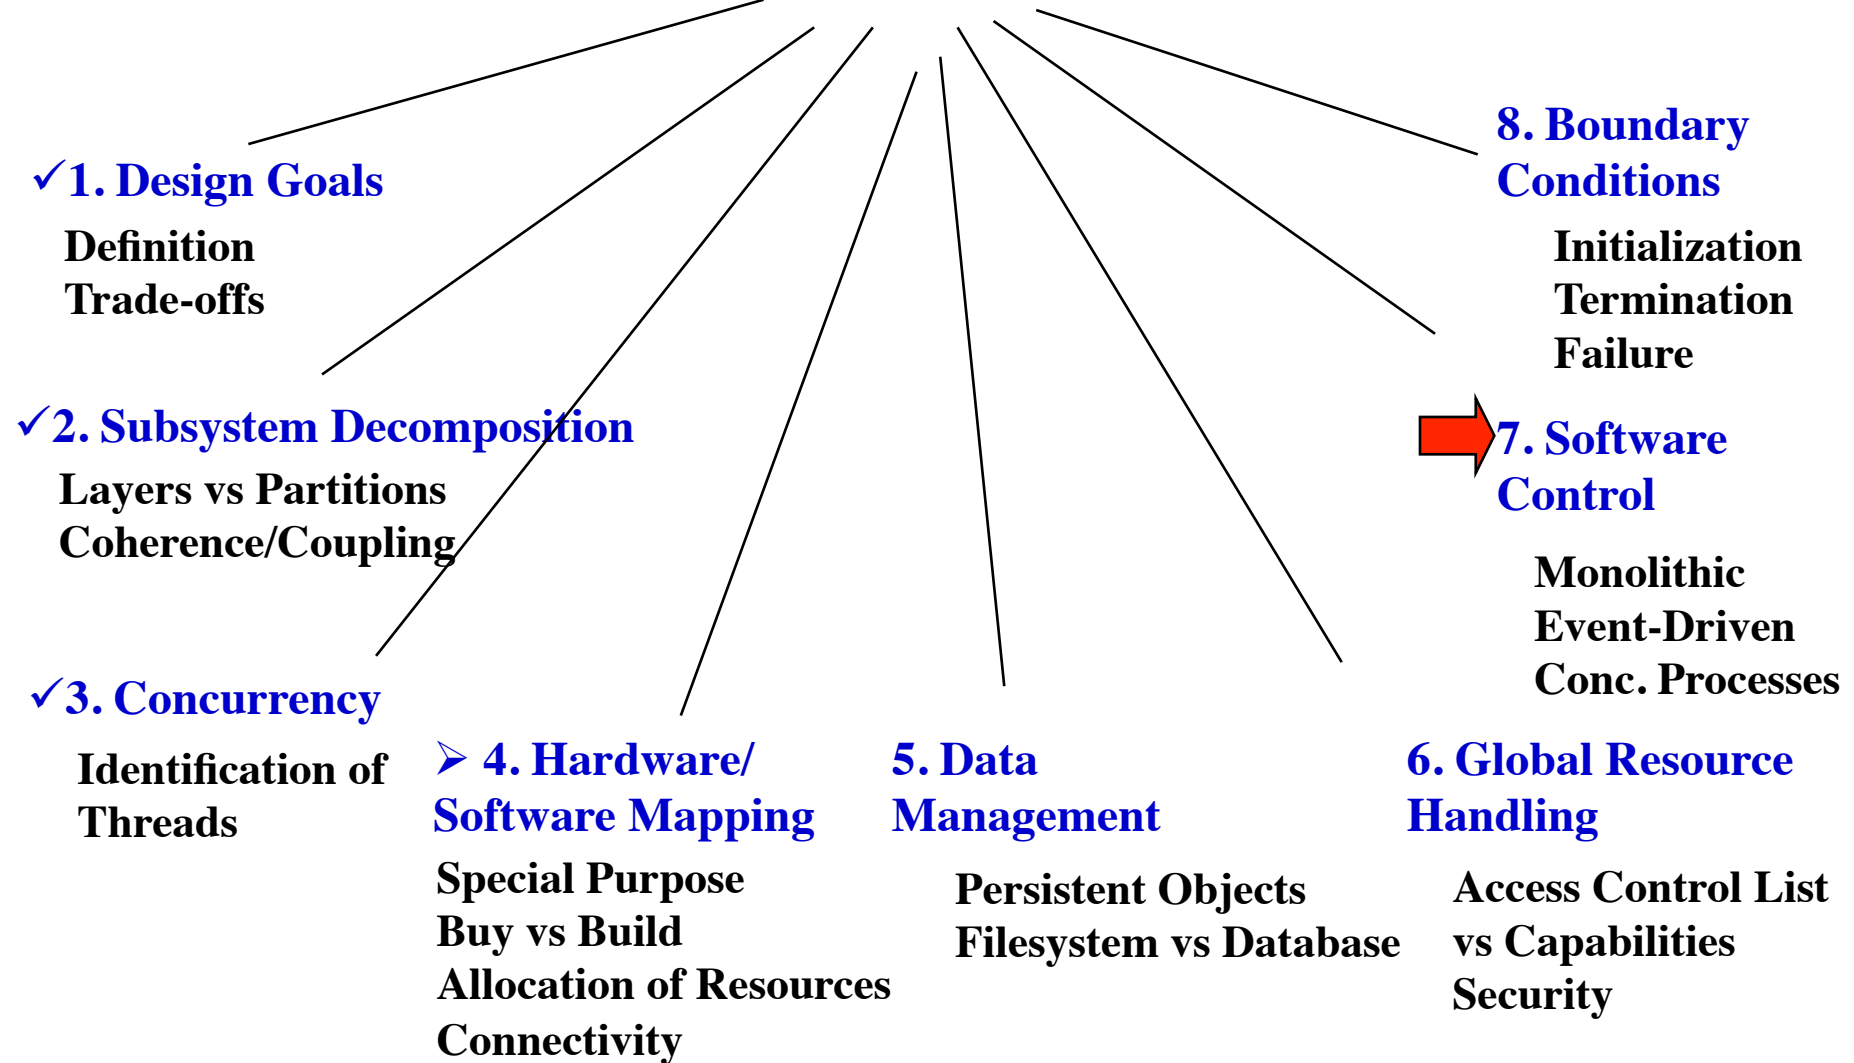 ✓1. Design Goals
Definition
Trade-offs
✓2. Subsystem Decomposition
Layers vs Partitions
Coherence/Coupling
✓3. Concurrency
Identification of
Threads
➢ 4. Hardware/
Software Mapping
Special Purpose
Buy vs Build
Allocation of Resources
Connectivity
5. Data
Management
Persistent Objects
Filesystem vs Database
6. Global Resource
Handling
Access Control List
vs Capabilities
Security
7. Software
Control
Monolithic
Event-Driven
Conc. Processes
8. Boundary
Conditions
Initialization
Termination
Failure